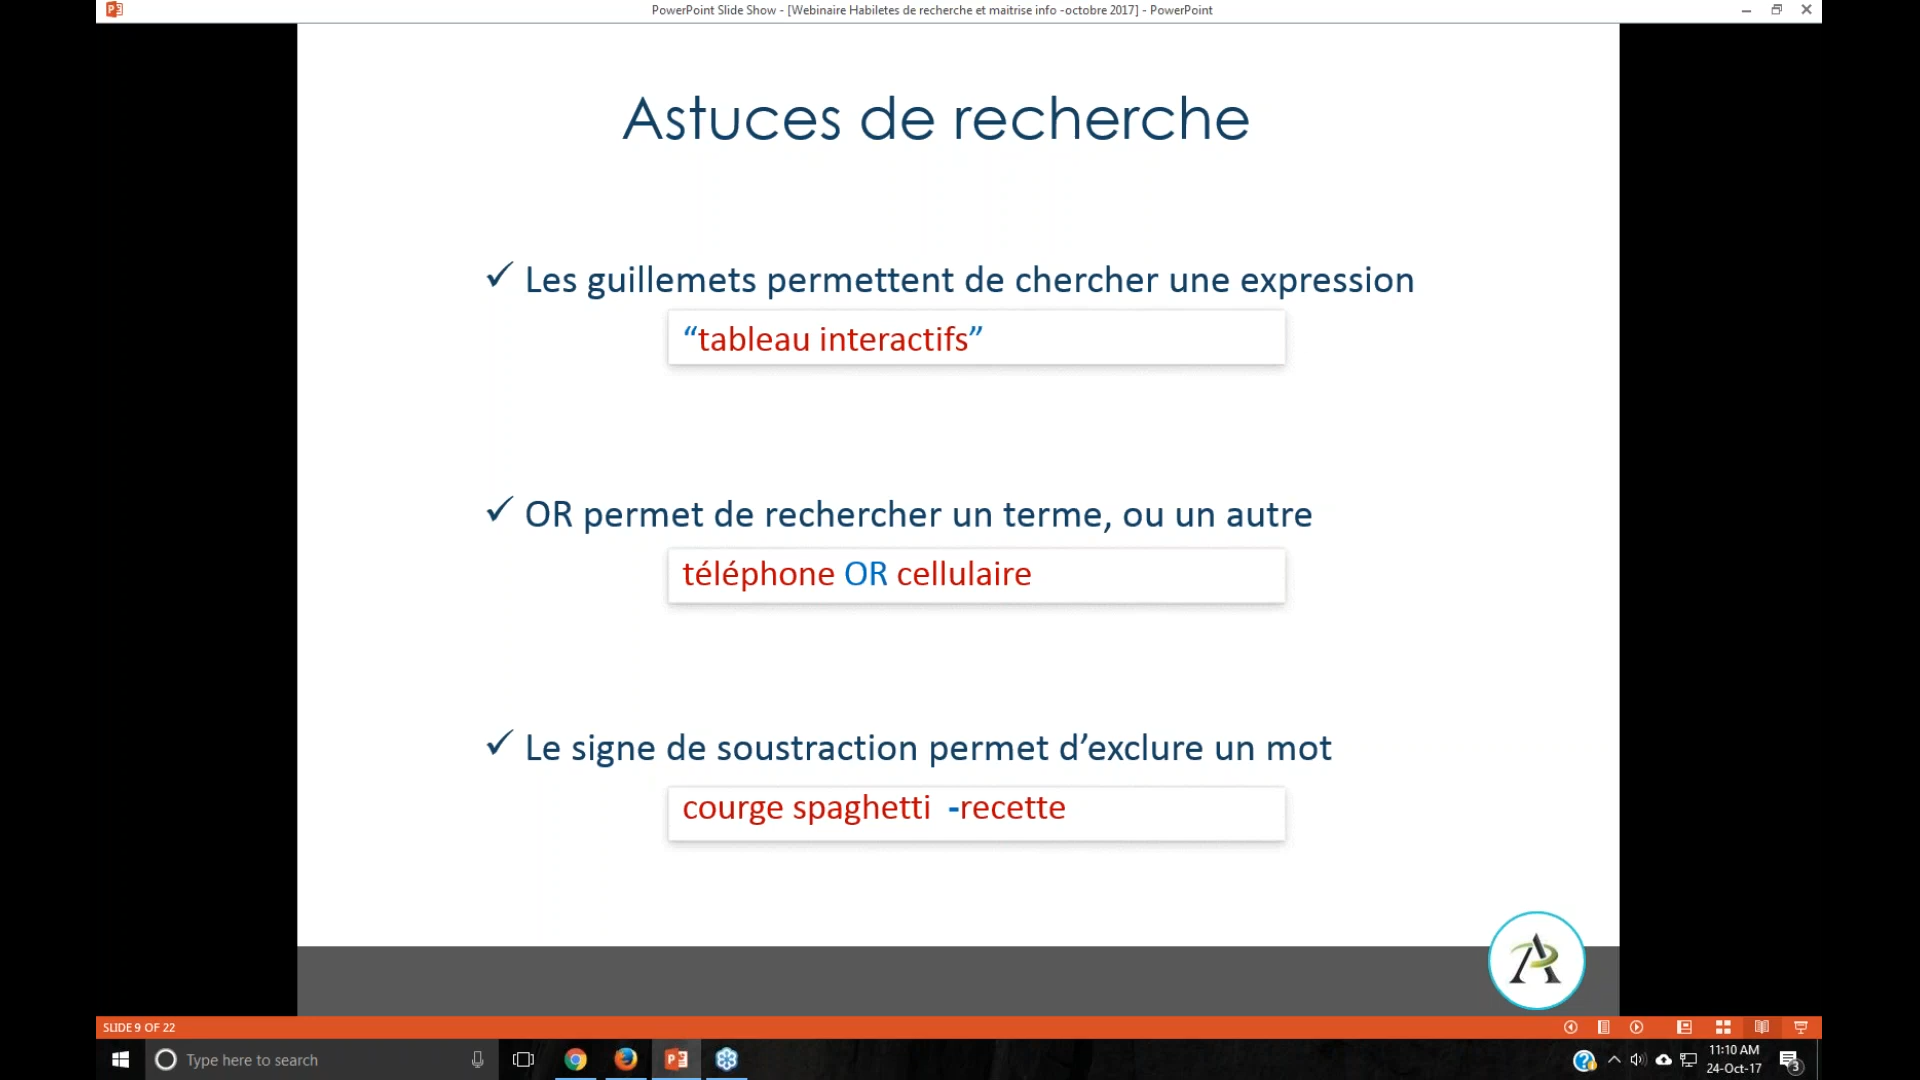 PowerPoint Slide Show - [Webinaire Habiletes de recherche et maitrise info -octobre 2017] - PowerPoint
Astuces de recherche
✓ Les guillemets permettent de chercher une expression
“tableau interactifs”
✓ OR permet de rechercher un terme, ou un autre
téléphone OR cellulaire
✓ Le signe de soustraction permet d’exclure un mot
courge spaghetti -recette
SLIDE 9 OF 22
Type here to search
11:10 AM
24-Oct-17
3